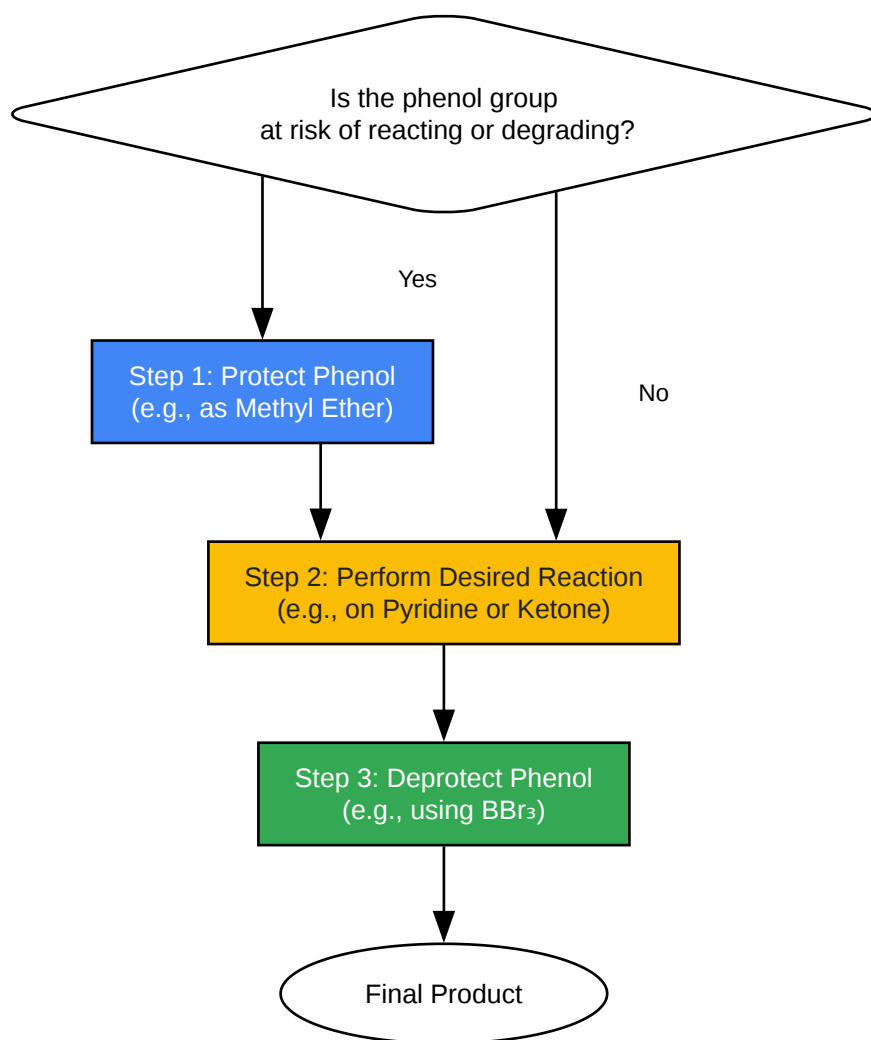 Is the phenol group
at risk of reacting or degrading?
Yes
Step 1: Protect Phenol
(e.g., as Methyl Ether)
No
Step 2: Perform Desired Reaction
(e.g., on Pyridine or Ketone)
Step 3: Deprotect Phenol
(e.g., using BBr₃)
Final Product